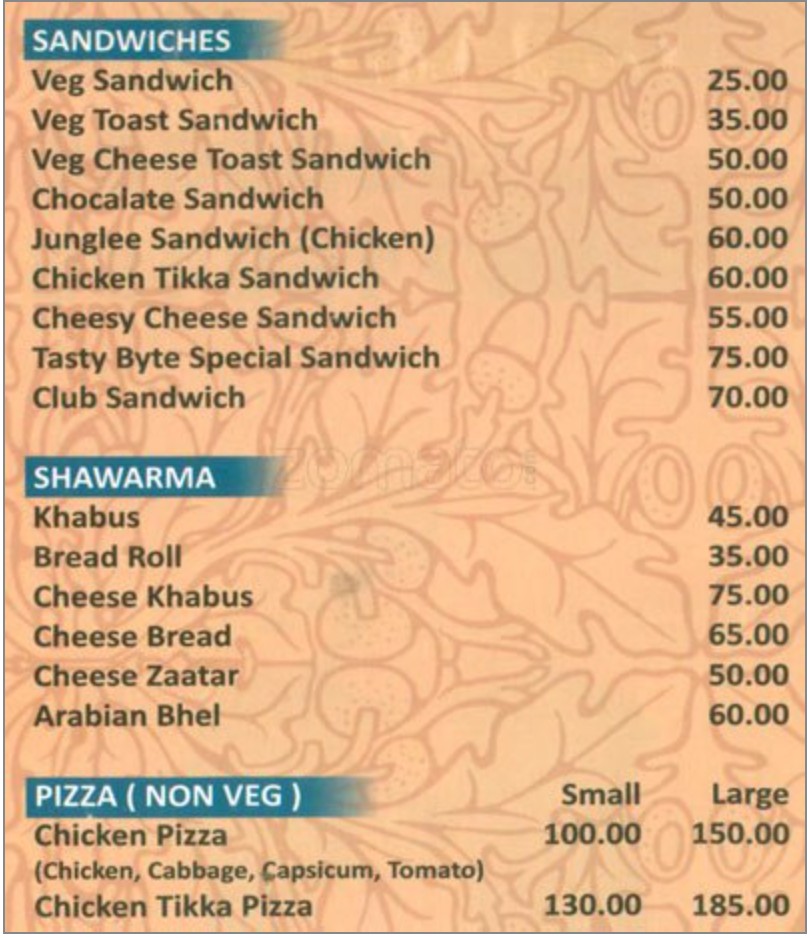 SANDWICHES
Veg Sandwich 25.00
Veg Toast Sandwich 35.00
Veg Cheese Toast Sandwich 50.00
Chocalate Sandwich 50.00
Junglee Sandwich (Chicken) 60.00
Chicken Tikka Sandwich 60.00
Cheesy Cheese Sandwich 55.00
Tasty Byte Special Sandwich 75.00
Club Sandwich 70.00
zomato
SHAWARMA
Khabus 45.00
Bread Roll 35.00
Cheese Khabus 75.00
Cheese Bread 65.00
Cheese Zaatar 50.00
Arabian Bhel 60.00
PIZZA ( NON VEG ) Small Large
Chicken Pizza 100.00 150.00
(Chicken, Cabbage, Capsicum, Tomato)
Chicken Tikka Pizza 130.00 185.00